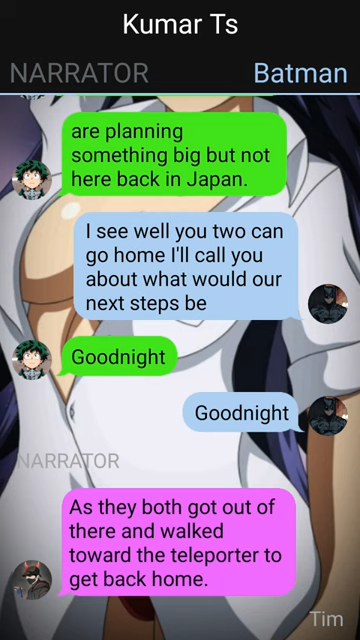 Kumar Ts
NARRATOR
Batman
are planning
something big but not
here back in Japan.
I see well you two can
go home I'll call you
about what would our
next steps be
Goodnight
Goodnight
NARRATOR
As they both got out of
there and walked
toward the teleporter to
get back home.
Tim